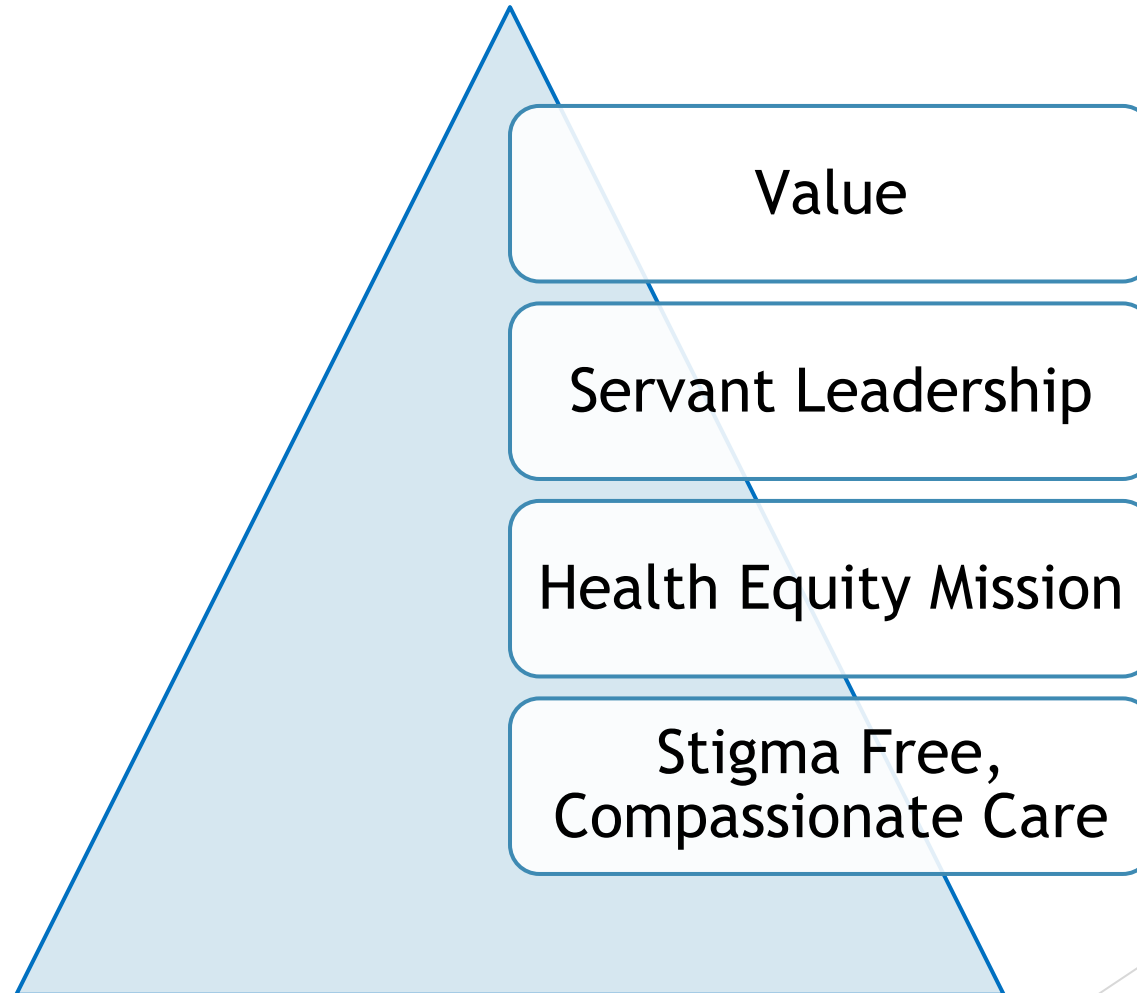 Value
Servant Leadership
Health Equity Mission
Stigma Free,
Compassionate Care